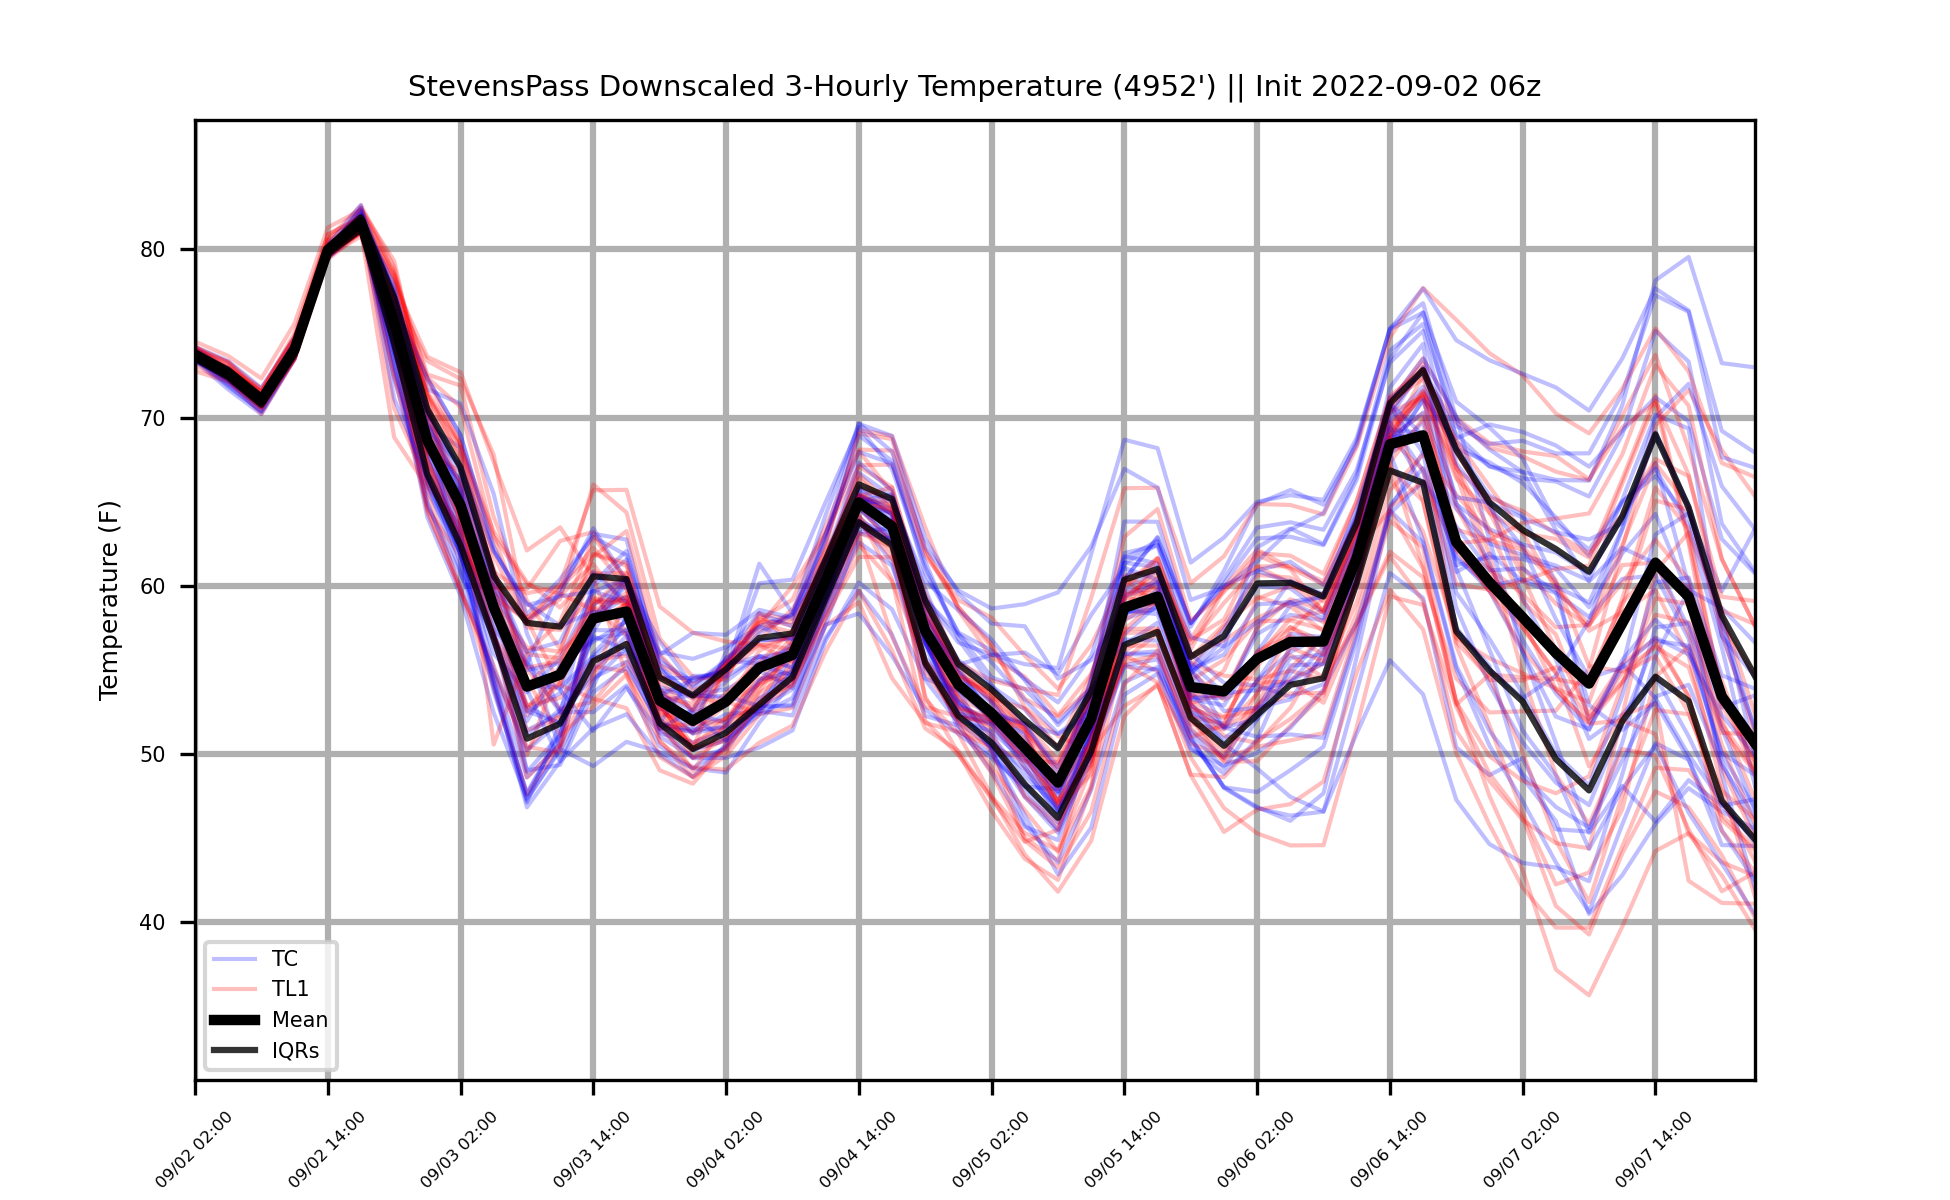 StevensPass Downscaled 3-Hourly Temperature (4952') || Init 2022-09-02 06z
Temperature (F)
80
70
60
50
40
TC
TL1
Mean
IQRs
09/02 02:00
09/02 14:00
09/03 02:00
09/03 14:00
09/04 02:00
09/04 14:00
09/05 02:00
09/05 14:00
09/06 02:00
09/06 14:00
09/07 02:00
09/07 14:00